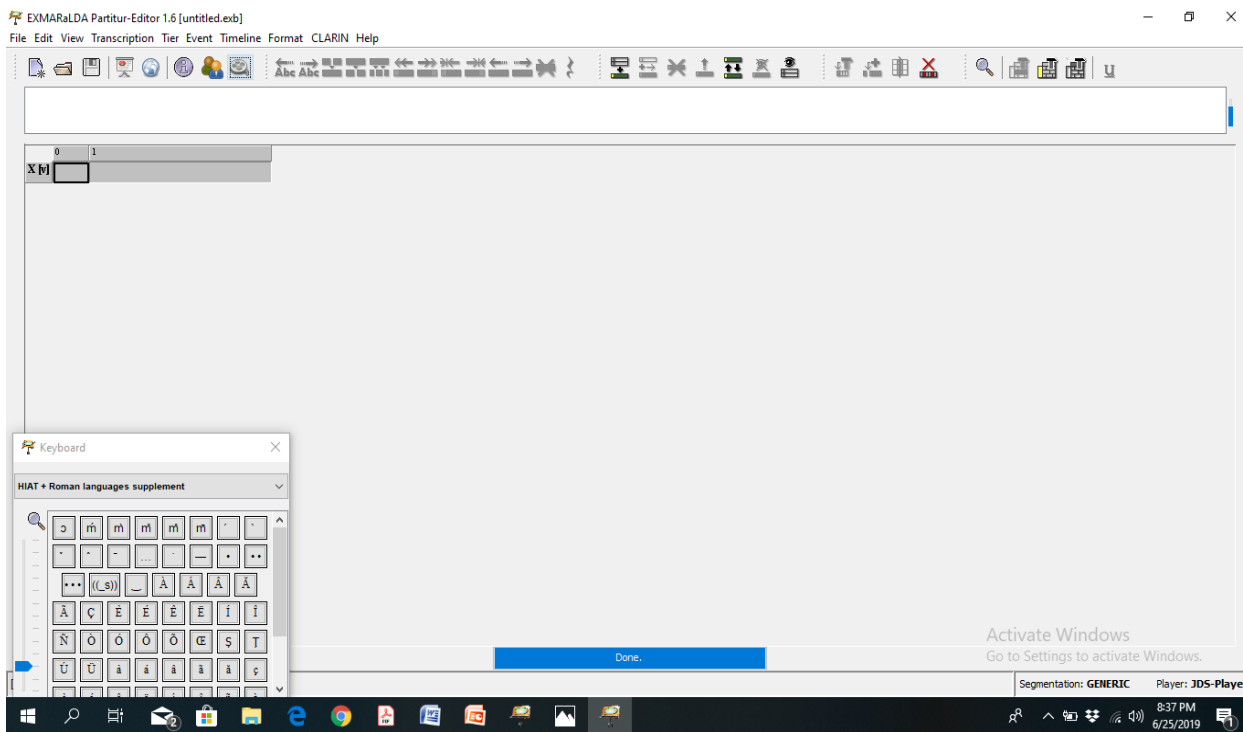 EXMARaLDA Partitur-Editor 1.6 [untitled.exb]
File Edit View Transcription Tier Event Timeline Format CLARIN Help
Abc Abc
0 1
X [v]
Keyboard
HIAT + Roman languages supplement
ɔ ḿ m̀ m̂ m̌ m̄ ´ `
ˆ ˇ ˉ … ˙ — • ••
••• ((_s)) ‿ À Á Â Ă
Ã Ç È É Ê Ẽ Í Î
Ñ Ò Ó Ô Õ Œ Ş Ţ
Ú Ü à á â ã ă ç
Done.
Activate Windows
Go to Settings to activate Windows.
Segmentation: GENERIC Player: JDS-Playe
8:37 PM
6/25/2019